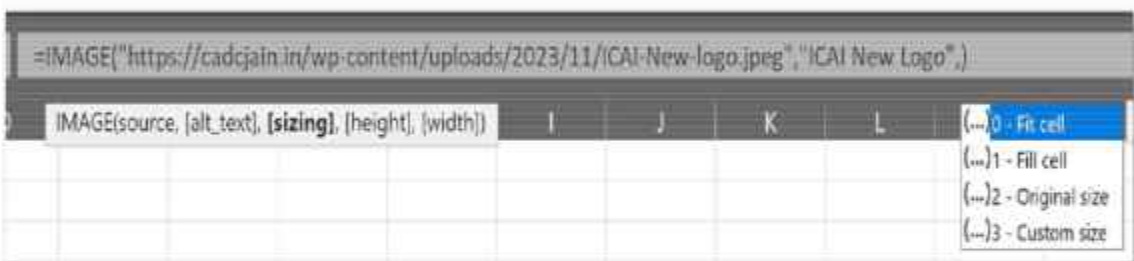 =IMAGE("https://cadcjain.in/wp-content/uploads/2023/11/ICAI-New-logo.jpeg","ICAI New Logo",)
IMAGE(source, [alt_text], [sizing], [height], [width]) I J K L
(...)0 - Fit cell
(...)1 - Fill cell
(...)2 - Original size
(...)3 - Custom size